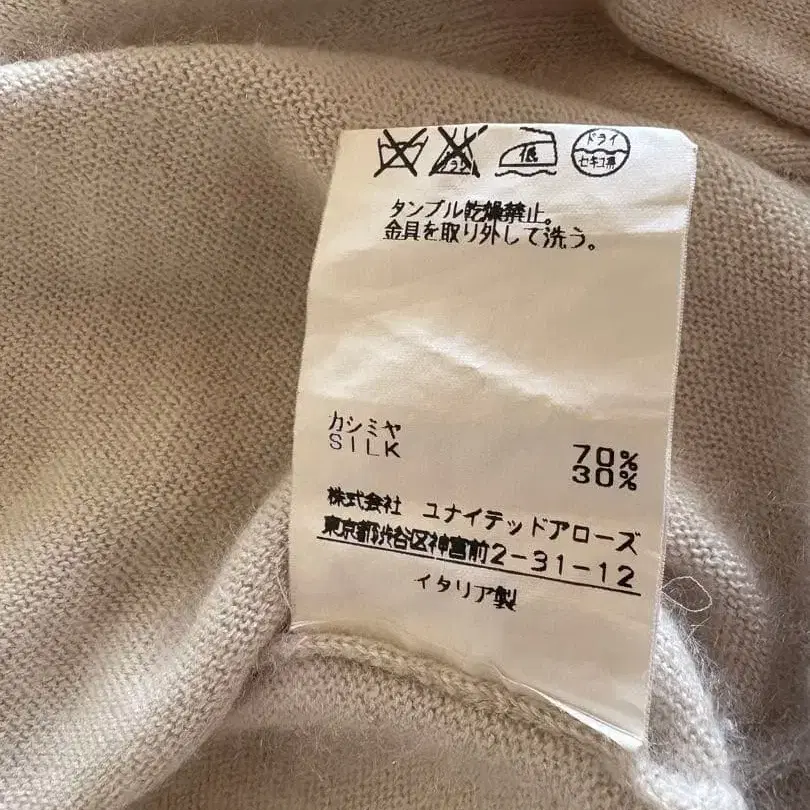 低 ドライ
セキユ系
タンブル乾燥禁止。
金具を取り外して洗う。
カシミヤ 70%
SILK 30%
株式会社 ユナイテッドアローズ
東京都渋谷区神宮前2-31-12
イタリア製